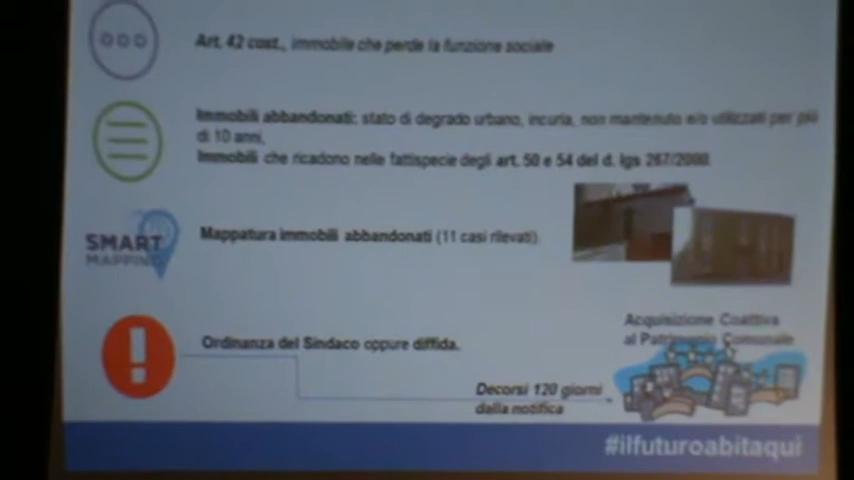 Art. 42 cost., immobile che perde la funzione sociale
Immobili abbandonati: stato di degrado urbano, incuria, non mantenuto e/o utilizzati per più
di 10 anni,
Immobili che ricadono nelle fattispecie degli art. 50 e 54 del d. lgs 267/2000.
SMART
MAPPING
Mappatura immobili abbandonati (11 casi rilevati)
Ordinanza del Sindaco oppure diffida.
Acquisizione Coattiva
al Patrimonio Comunale
Decorsi 120 giorni
dalla notifica
#ilfuturoabitaqui